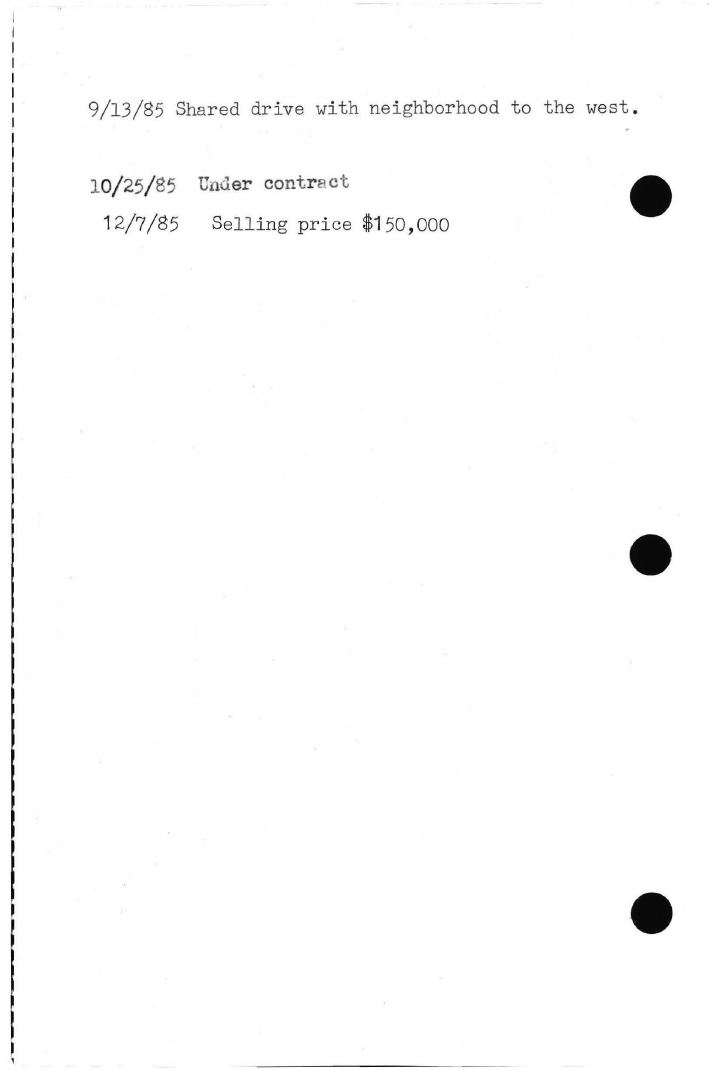 9/13/85 Shared drive with neighborhood to the west.
10/25/85 Under contract
12/7/85 Selling price $150,000